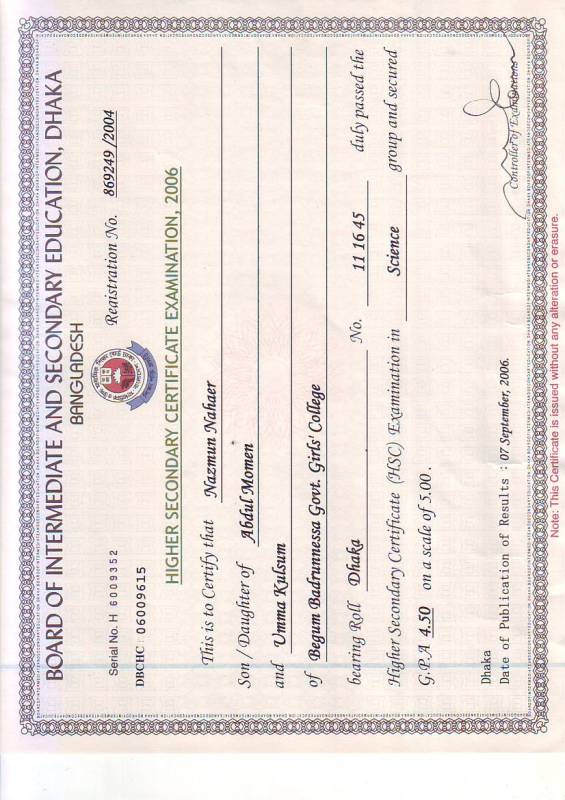 BOARD OF INTERMEDIATE AND SECONDARY EDUCATION, DHAKA
BANGLADESH
Serial No. H 6009352
Registration No. 869249 /2004
DBCHC 06009615
HIGHER SECONDARY CERTIFICATE EXAMINATION, 2006
This is to Certify that Nazmun Nahaer
Son / Daughter of Abdul Momen
and Umma Kulsum
of Begum Badrunnessa Govt. Girls' College
bearing Roll Dhaka No. 11 16 45 duly passed the
Higher Secondary Certificate (HSC) Examination in Science group and secured
G.P.A 4.50 on a scale of 5.00 .
Dhaka
Date of Publication of Results : 07 September, 2006.
Controller of Examinations
Note: This Certificate is issued without any alteration or erasure.